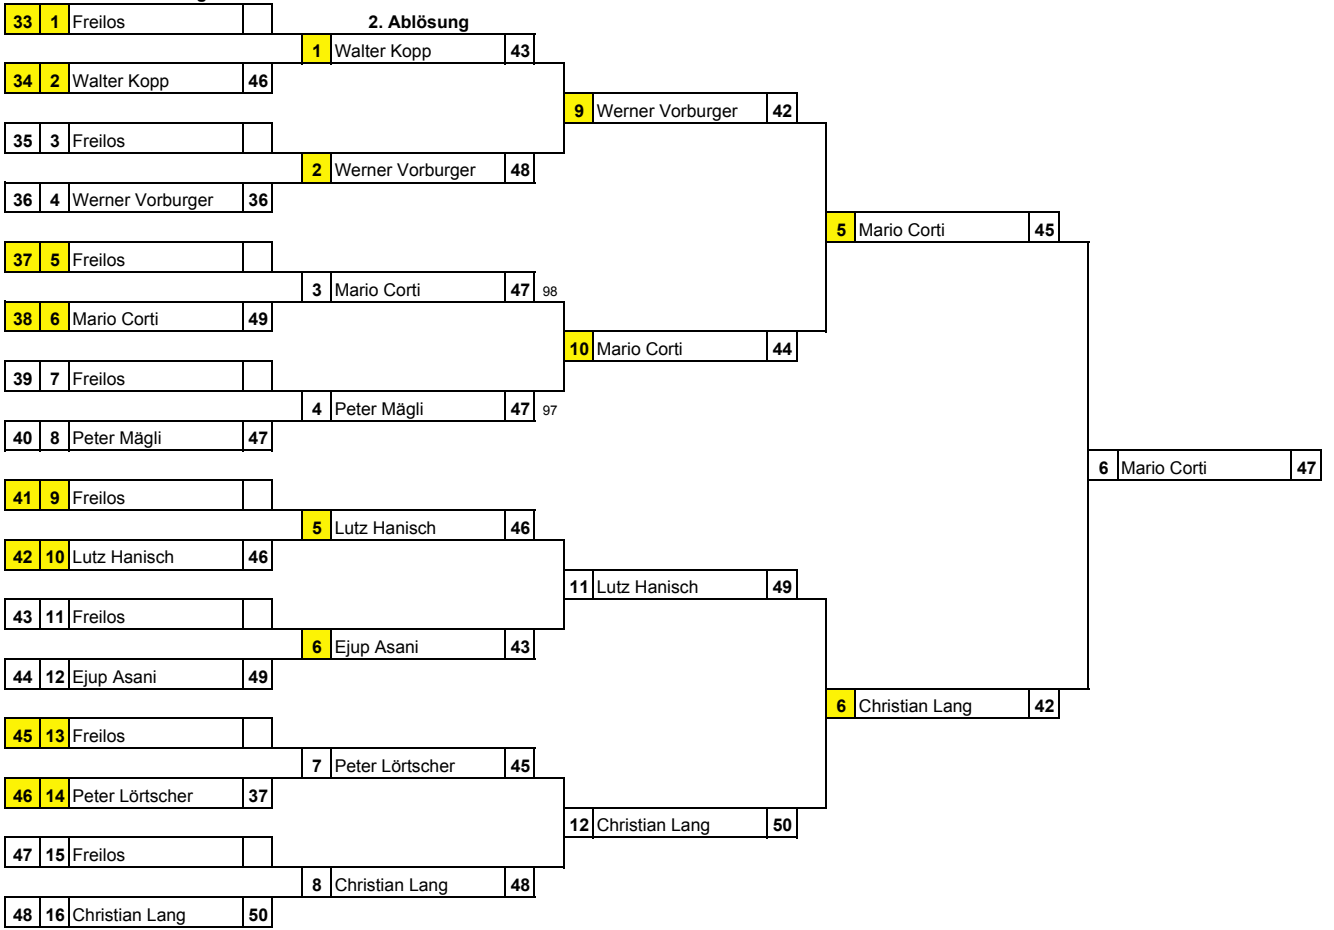 33 1 Freilos
2. Ablösung
1 Walter Kopp 43
34 2 Walter Kopp 46
9 Werner Vorburger 42
35 3 Freilos
2 Werner Vorburger 48
36 4 Werner Vorburger 36
5 Mario Corti 45
37 5 Freilos
3 Mario Corti 47 98
38 6 Mario Corti 49
10 Mario Corti 44
39 7 Freilos
4 Peter Mägli 47 97
40 8 Peter Mägli 47
6 Mario Corti 47
41 9 Freilos
5 Lutz Hanisch 46
42 10 Lutz Hanisch 46
11 Lutz Hanisch 49
43 11 Freilos
6 Ejup Asani 43
44 12 Ejup Asani 49
6 Christian Lang 42
45 13 Freilos
7 Peter Lörtscher 45
46 14 Peter Lörtscher 37
12 Christian Lang 50
47 15 Freilos
8 Christian Lang 48
48 16 Christian Lang 50